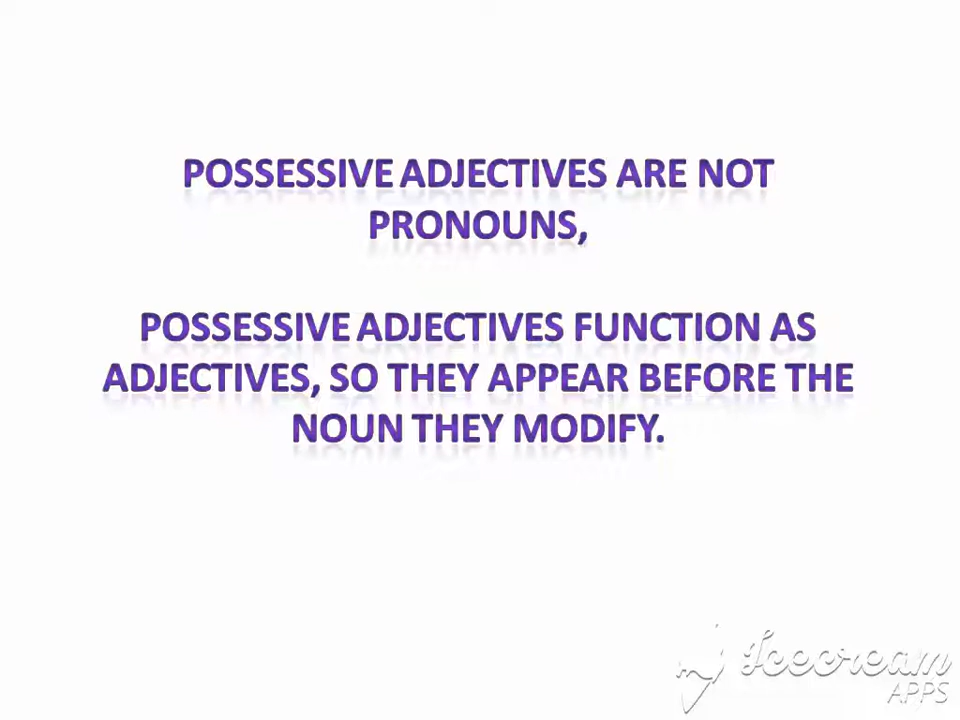 POSSESSIVE ADJECTIVES ARE NOT
PRONOUNS,
POSSESSIVE ADJECTIVES FUNCTION AS
ADJECTIVES, SO THEY APPEAR BEFORE THE
NOUN THEY MODIFY.
Icecream
APPS